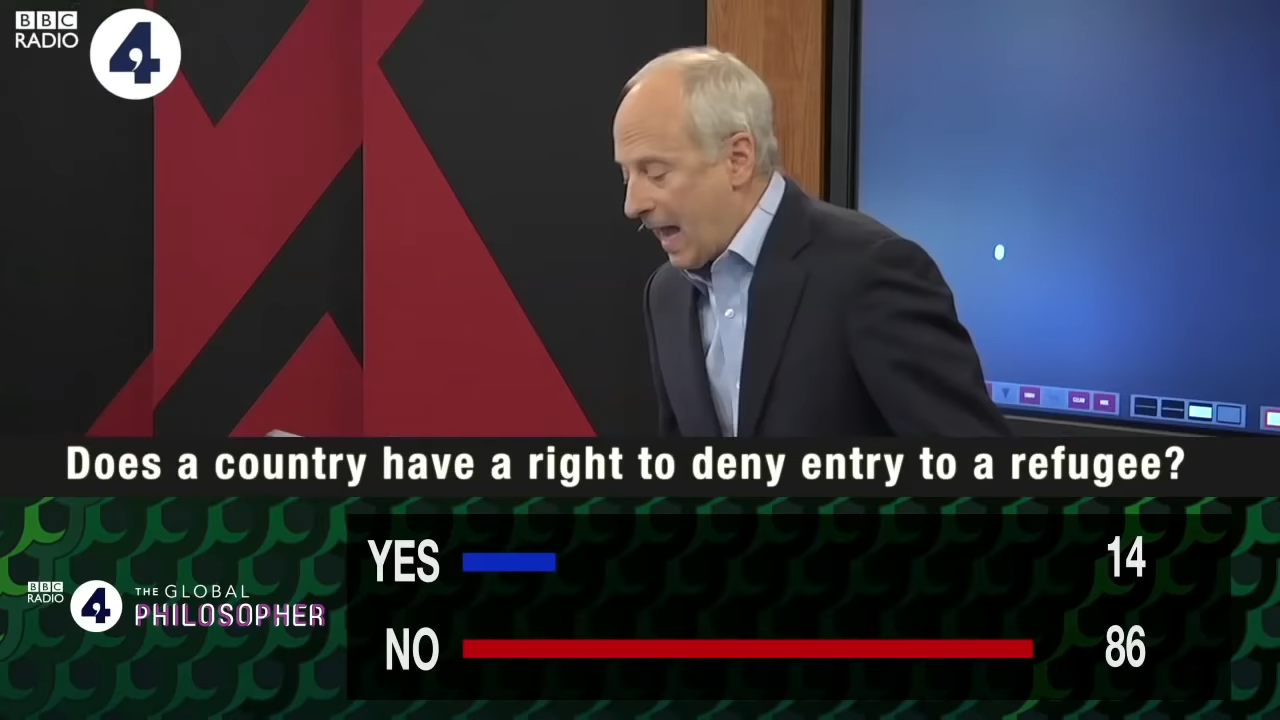 BBC
RADIO
4
Does a country have a right to deny entry to a refugee?
YES 14
BBC
RADIO
4
THE GLOBAL
PHILOSOPHER
NO 86